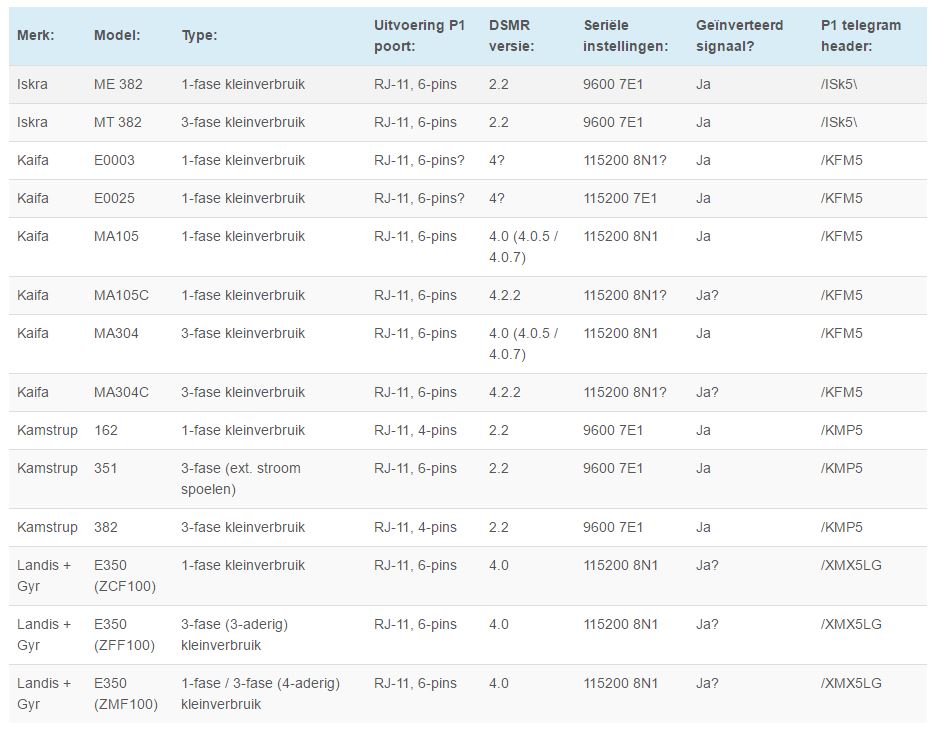 Merk: Model: Type: Uitvoering P1 poort: DSMR versie: Seriële instellingen: Geïnverteerd signaal? P1 telegram header:
Iskra ME 382 1-fase kleinverbruik RJ-11, 6-pins 2.2 9600 7E1 Ja /ISk5\
Iskra MT 382 3-fase kleinverbruik RJ-11, 6-pins 2.2 9600 7E1 Ja /ISk5\
Kaifa E0003 1-fase kleinverbruik RJ-11, 6-pins? 4? 115200 8N1? Ja /KFM5
Kaifa E0025 1-fase kleinverbruik RJ-11, 6-pins? 4? 115200 7E1 Ja /KFM5
Kaifa MA105 1-fase kleinverbruik RJ-11, 6-pins 4.0 (4.0.5 / 4.0.7) 115200 8N1 Ja /KFM5
Kaifa MA105C 1-fase kleinverbruik RJ-11, 6-pins 4.2.2 115200 8N1? Ja? /KFM5
Kaifa MA304 3-fase kleinverbruik RJ-11, 6-pins 4.0 (4.0.5 / 4.0.7) 115200 8N1 Ja /KFM5
Kaifa MA304C 3-fase kleinverbruik RJ-11, 6-pins 4.2.2 115200 8N1? Ja? /KFM5
Kamstrup 162 1-fase kleinverbruik RJ-11, 4-pins 2.2 9600 7E1 Ja /KMP5
Kamstrup 351 3-fase (ext. stroom spoelen) RJ-11, 6-pins 2.2 9600 7E1 Ja /KMP5
Kamstrup 382 3-fase kleinverbruik RJ-11, 4-pins 2.2 9600 7E1 Ja /KMP5
Landis + Gyr E350 (ZCF100) 1-fase kleinverbruik RJ-11, 6-pins 4.0 115200 8N1 Ja? /XMX5LG
Landis + Gyr E350 (ZFF100) 3-fase (3-aderig) kleinverbruik RJ-11, 6-pins 4.0 115200 8N1 Ja? /XMX5LG
Landis + Gyr E350 (ZMF100) 1-fase / 3-fase (4-aderig) kleinverbruik RJ-11, 6-pins 4.0 115200 8N1 Ja? /XMX5LG